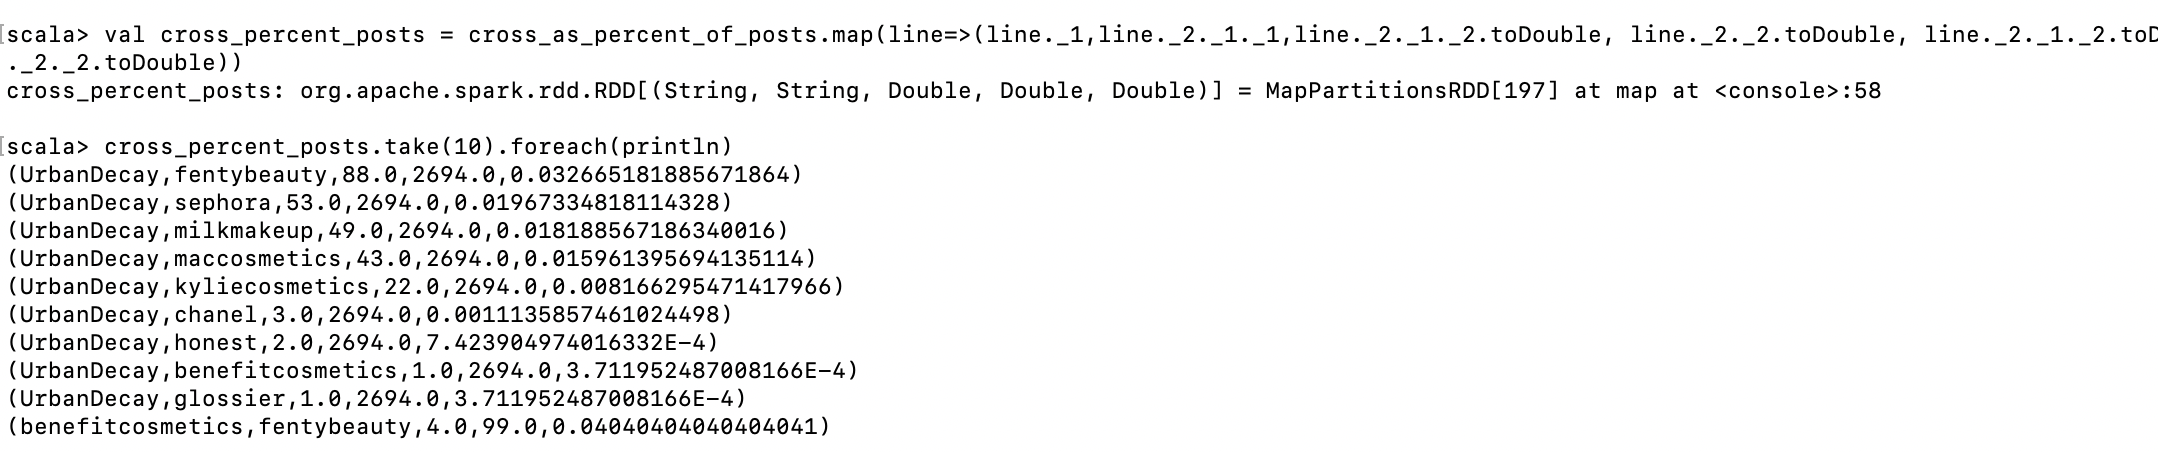 [scala> val cross_percent_posts = cross_as_percent_of_posts.map(line=>(line._1,line._2._1._1,line._2._1._2.toDouble, line._2._2.toDouble, line._2._1._2.toD
._2._2.toDouble))
cross_percent_posts: org.apache.spark.rdd.RDD[(String, String, Double, Double, Double)] = MapPartitionsRDD[197] at map at <console>:58
[scala> cross_percent_posts.take(10).foreach(println)
(UrbanDecay,fentybeauty,88.0,2694.0,0.032665181885671864)
(UrbanDecay,sephora,53.0,2694.0,0.01967334818114328)
(UrbanDecay,milkmakeup,49.0,2694.0,0.018188567186340016)
(UrbanDecay,maccosmetics,43.0,2694.0,0.015961395694135114)
(UrbanDecay,kyliecosmetics,22.0,2694.0,0.008166295471417966)
(UrbanDecay,chanel,3.0,2694.0,0.0011135857461024498)
(UrbanDecay,honest,2.0,2694.0,7.423904974016332E-4)
(UrbanDecay,benefitcosmetics,1.0,2694.0,3.711952487008166E-4)
(UrbanDecay,glossier,1.0,2694.0,3.711952487008166E-4)
(benefitcosmetics,fentybeauty,4.0,99.0,0.04040404040404041)